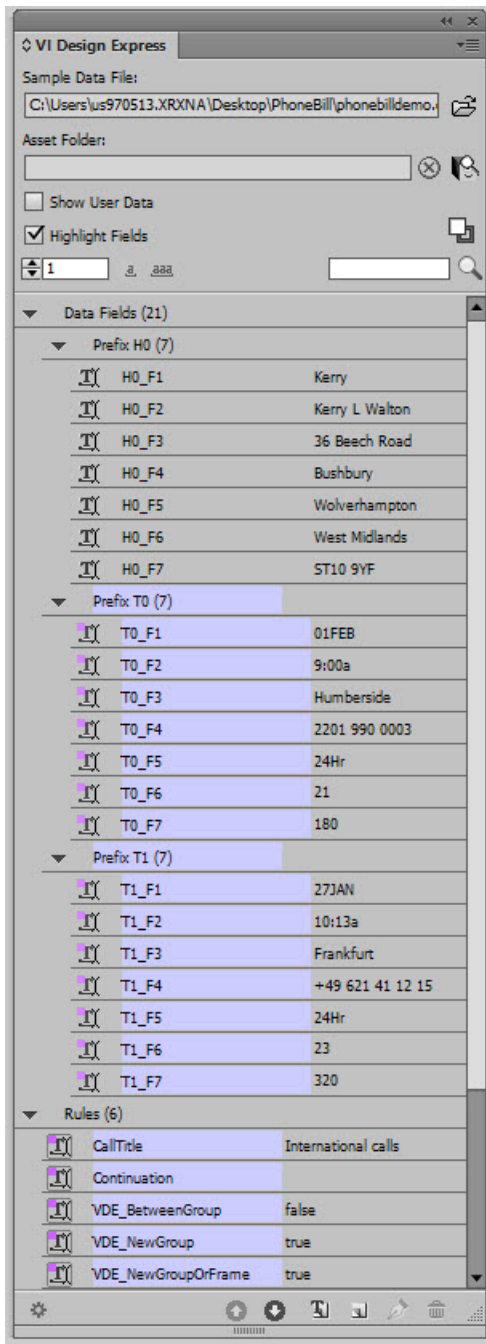 VI Design Express
Sample Data File:
C:\Users\us970513.XRXNA\Desktop\PhoneBill\phonebilldemo.
Asset Folder:
Show User Data
Highlight Fields
1 a. aaa
Data Fields (21)
Prefix H0 (7)
H0_F1 Kerry
H0_F2 Kerry L Walton
H0_F3 36 Beech Road
H0_F4 Bushbury
H0_F5 Wolverhampton
H0_F6 West Midlands
H0_F7 ST10 9YF
Prefix T0 (7)
T0_F1 01FEB
T0_F2 9:00a
T0_F3 Humberside
T0_F4 2201 990 0003
T0_F5 24Hr
T0_F6 21
T0_F7 180
Prefix T1 (7)
T1_F1 27JAN
T1_F2 10:13a
T1_F3 Frankfurt
T1_F4 +49 621 41 12 15
T1_F5 24Hr
T1_F6 23
T1_F7 320
Rules (6)
CallTitle International calls
Continuation
VDE_BetweenGroup false
VDE_NewGroup true
VDE_NewGroupOrFrame true